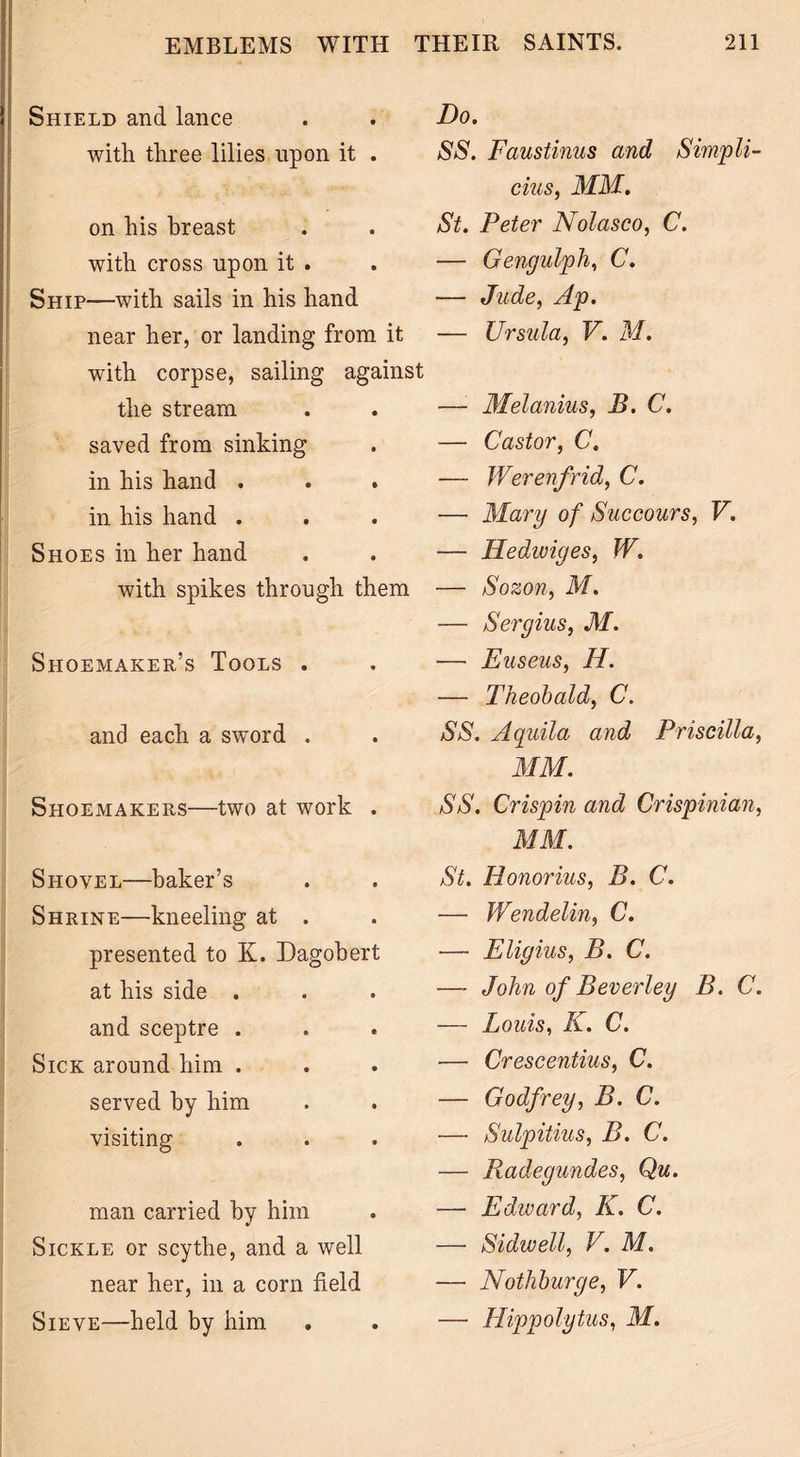 EMBLEMS WITH THEIR SAINTS. 211
Shield and lance . . Do.
with three lilies upon it . SS. Faustinus and Simpli-
cius, MM.
on his breast . . St. Peter Nolasco, C.
with cross upon it . . — Gengulph, C.
Ship—with sails in his hand — Jude, Ap.
near her, or landing from it — Ursula, V. M.
with corpse, sailing against
the stream . . — Melanius, B. C.
saved from sinking . — Castor, C.
in his hand . . . — Werenfrid, C.
in his hand . . . — Mary of Succours, V.
Shoes in her hand . . — Hedwiges, W.
with spikes through them — Sozon, M.
— Sergius, M.
Shoemaker's Tools . . — Euseus, H.
— Theobald, C.
and each a sword . . SS. Aquila and Priscilla,
MM.
Shoemakers—two at work . SS. Crispin and Crispinian,
MM.
Shovel—baker's . . St. Honorius, B. C.
Shrine—kneeling at . . — Wendelin, C.
presented to K. Dagobert — Eligius, B. C.
at his side . . . — John of Beverley B. C.
and sceptre . . . — Louis, K. C.
Sick around him . . . — Crescentius, C.
served by him . . — Godfrey, B. C.
visiting . . . — Sulpitius, B. C.
— Radegundes, Qu.
man carried by him . — Edward, K. C.
Sickle or scythe, and a well — Sidwell, V. M.
near her, in a corn field — Nothburge, V.
Sieve—held by him . . — Hippolytus, M.